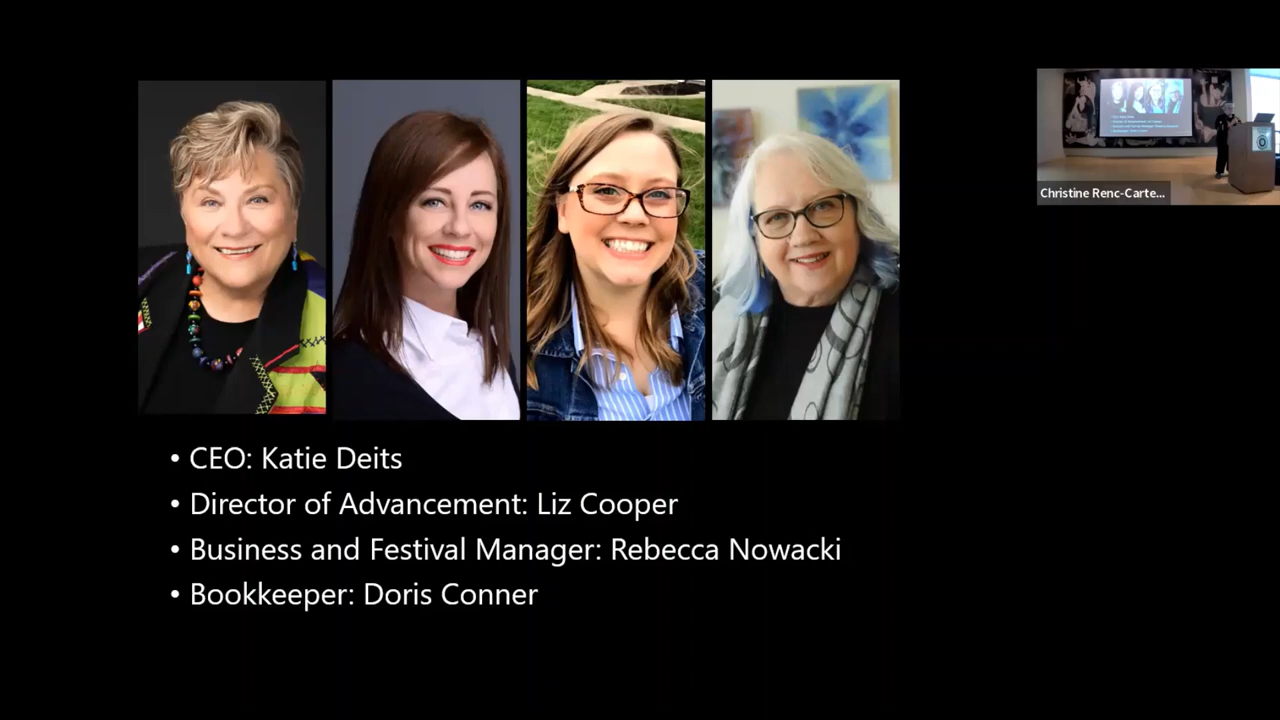 • CEO: Katie Deits
• Director of Advancement: Liz Cooper
• Business and Festival Manager: Rebecca Nowacki
• Bookkeeper: Doris Conner
Christine Renc-Carte...